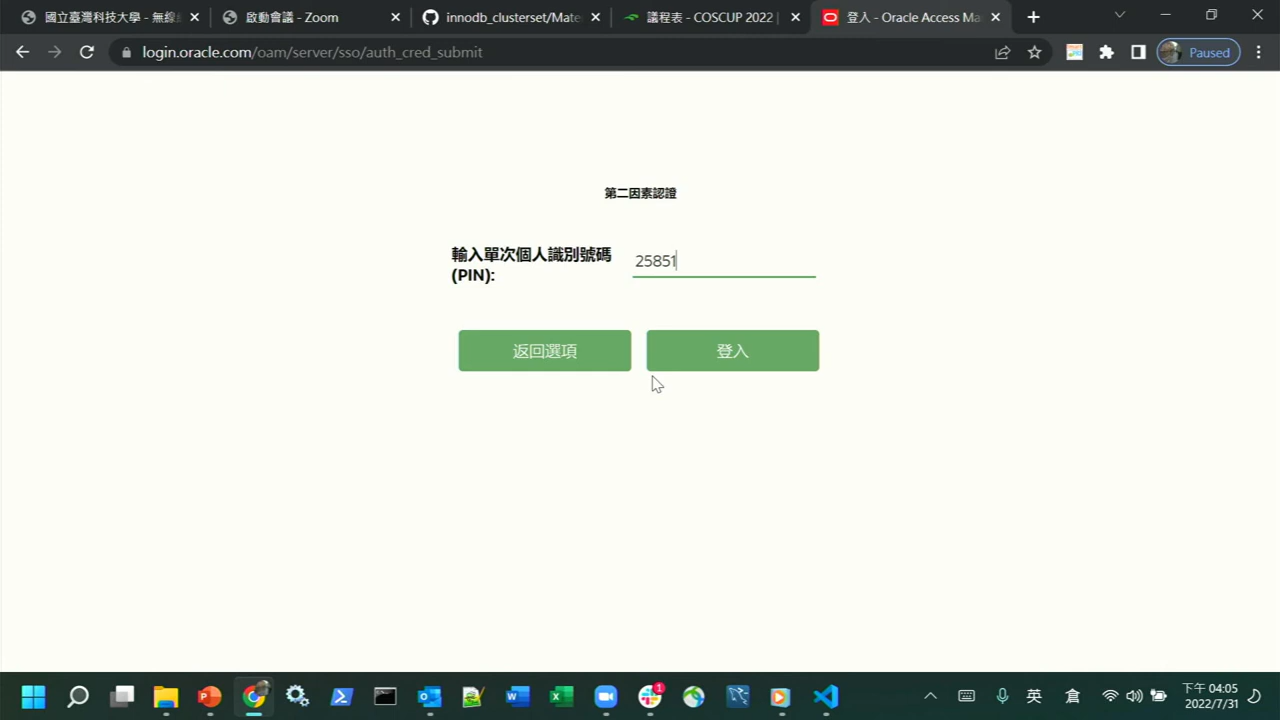 國立臺灣科技大學 - 無線
啟動會議 - Zoom
innodb_clusterset/Mate
議程表 - COSCUP 2022 |
登入 - Oracle Access Ma
login.oracle.com/oam/server/sso/auth_cred_submit
Paused
第二因素認證
輸入單次個人識別號碼
(PIN):
25851
返回選項
登入
1
英
倉
下午 04:05
2022/7/31